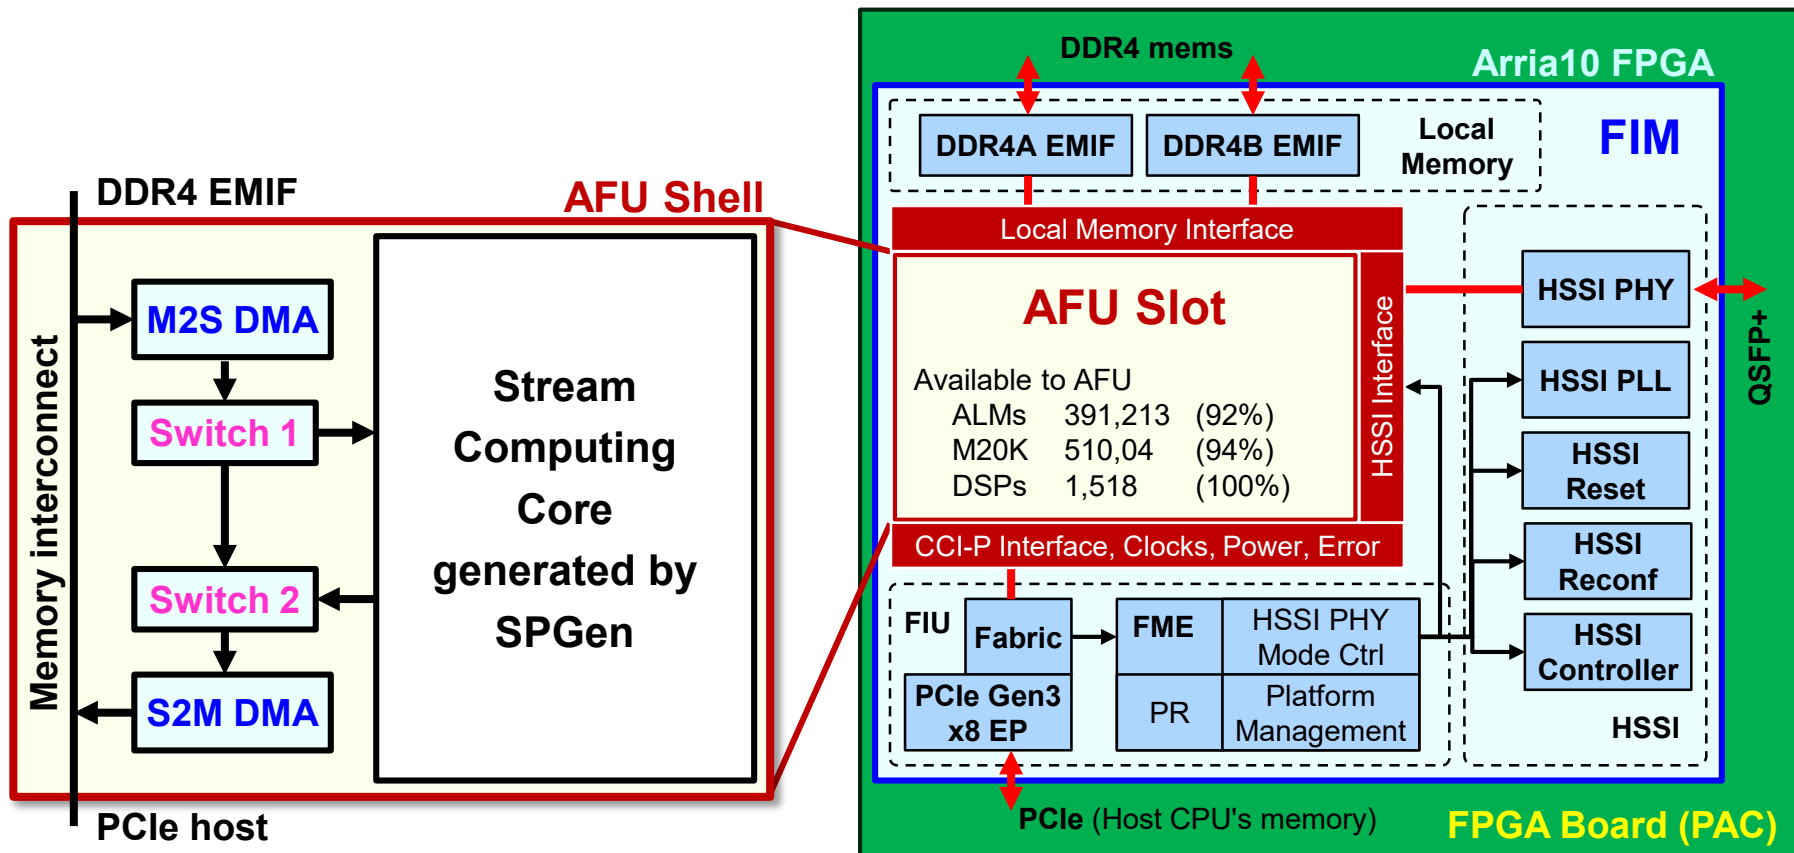 DDR4 EMIF
AFU Shell
Memory interconnect
M2S DMA
Switch 1
Switch 2
S2M DMA
Stream
Computing
Core
generated by
SPGen
PCIe host
DDR4 mems
Arria10 FPGA
FIM
DDR4A EMIF
DDR4B EMIF
Local
Memory
Local Memory Interface
AFU Slot
Available to AFU
ALMs 391,213 (92%)
M20K 510,04 (94%)
DSPs 1,518 (100%)
HSSI Interface
CCI-P Interface, Clocks, Power, Error
HSSI PHY
HSSI PLL
HSSI
Reset
HSSI
Reconf
HSSI
Controller
HSSI
QSFP+
FIU
Fabric
PCIe Gen3
x8 EP
FME
HSSI PHY
Mode Ctrl
PR
Platform
Management
PCIe (Host CPU's memory)
FPGA Board (PAC)